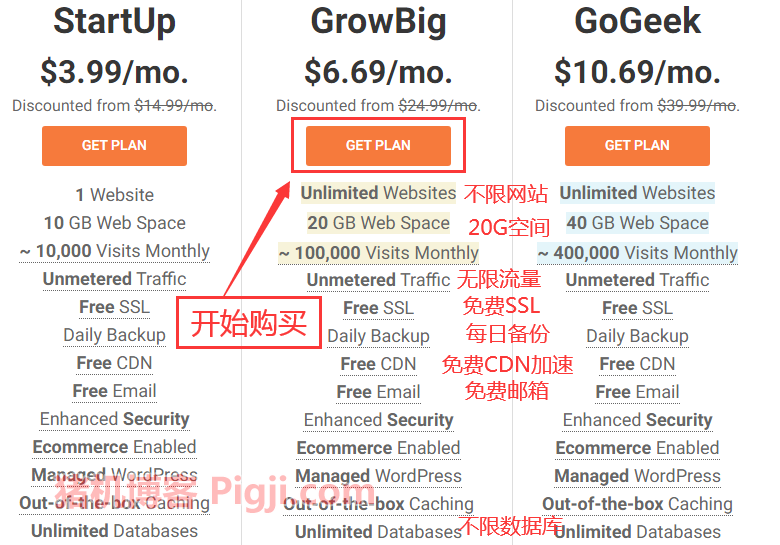 StartUp
$3.99/mo.
Discounted from $14.99/mo.
GET PLAN
1 Website
10 GB Web Space
~ 10,000 Visits Monthly
Unmetered Traffic
Free SSL
Daily Backup
Free CDN
Free Email
Enhanced Security
Ecommerce Enabled
Managed WordPress
Out-of-the-box Caching
Unlimited Databases
GrowBig
$6.69/mo.
Discounted from $24.99/mo.
GET PLAN
开始购买
Unlimited Websites 不限网站
20 GB Web Space 20G空间
~ 100,000 Visits Monthly
Unmetered Traffic 无限流量
Free SSL 免费SSL
Daily Backup 每日备份
Free CDN 免费CDN加速
Free Email 免费邮箱
Enhanced Security
Ecommerce Enabled
Managed WordPress
Out-of-the-box Caching
Unlimited Databases 不限数据库
GoGeek
$10.69/mo.
Discounted from $39.99/mo.
GET PLAN
Unlimited Websites
40 GB Web Space
~ 400,000 Visits Monthly
Unmetered Traffic
Free SSL
Daily Backup
Free CDN
Free Email
Enhanced Security
Ecommerce Enabled
Managed WordPress
Out-of-the-box Caching
Unlimited Databases
猪机博客 Pigji.com